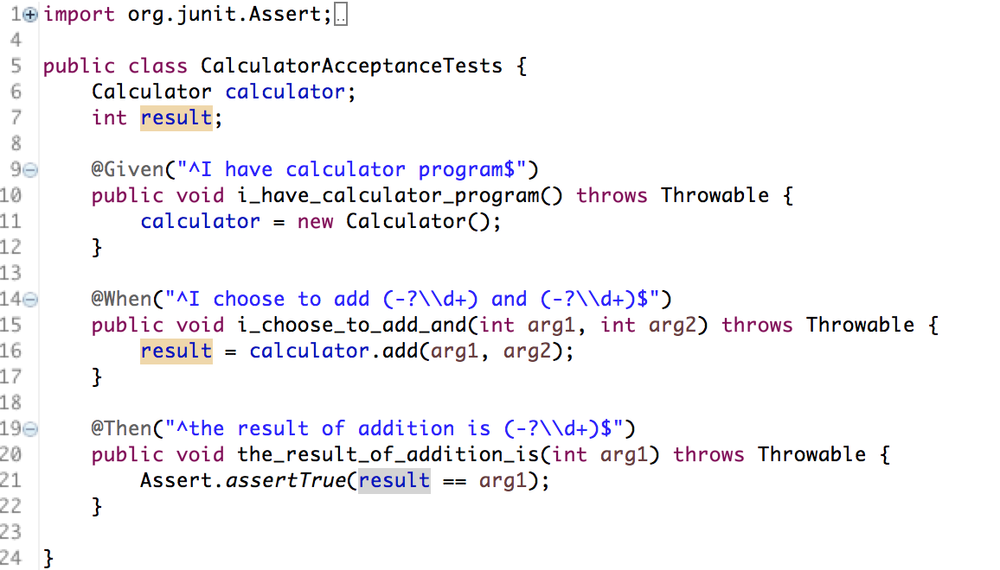 1 import org.junit.Assert;..
4
5 public class CalculatorAcceptanceTests {
6     Calculator calculator;
7     int result;
8
9     @Given("^I have calculator program$")
10     public void i_have_calculator_program() throws Throwable {
11         calculator = new Calculator();
12     }
13
14     @When("^I choose to add (-?\\d+) and (-?\\d+)$")
15     public void i_choose_to_add_and(int arg1, int arg2) throws Throwable {
16         result = calculator.add(arg1, arg2);
17     }
18
19     @Then("^the result of addition is (-?\\d+)$")
20     public void the_result_of_addition_is(int arg1) throws Throwable {
21         Assert.assertTrue(result == arg1);
22     }
23
24 }